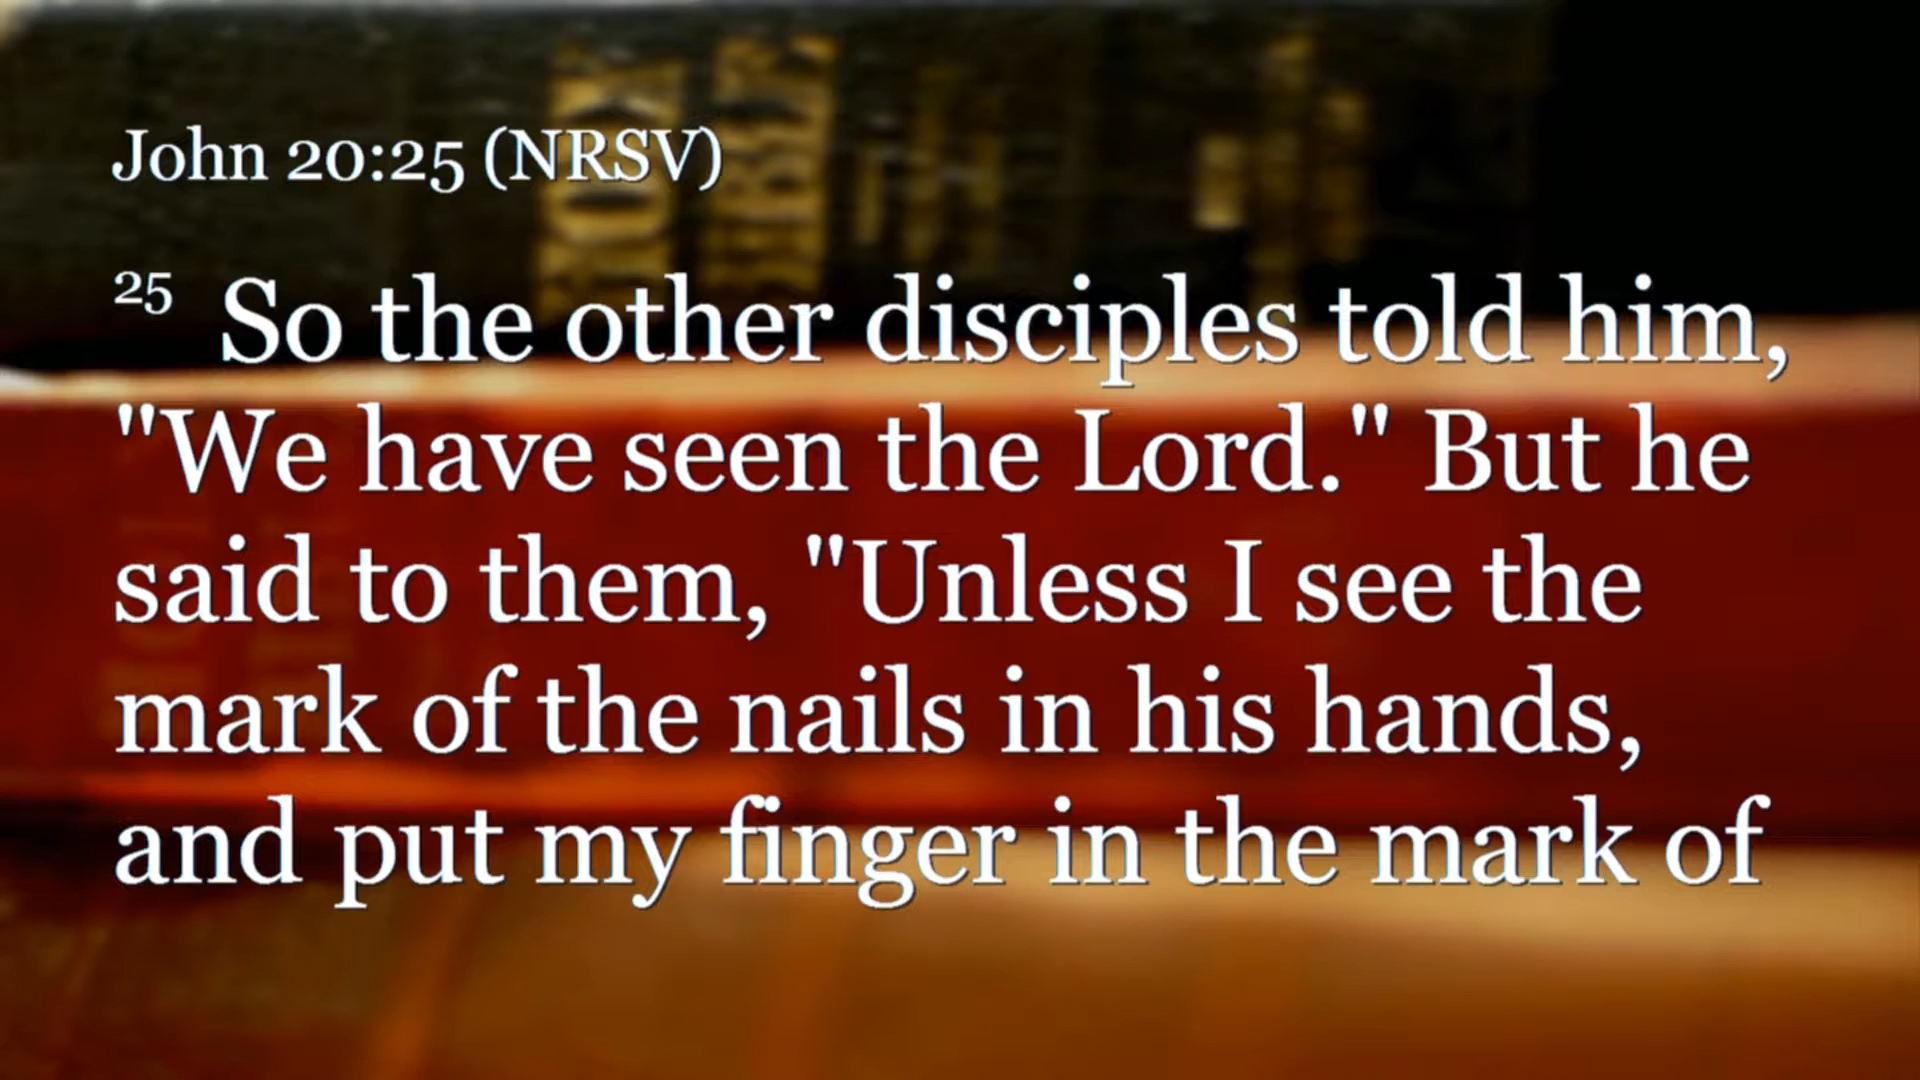 John 20:25 (NRSV)
25 So the other disciples told him,
"We have seen the Lord." But he
said to them, "Unless I see the
mark of the nails in his hands,
and put my finger in the mark of